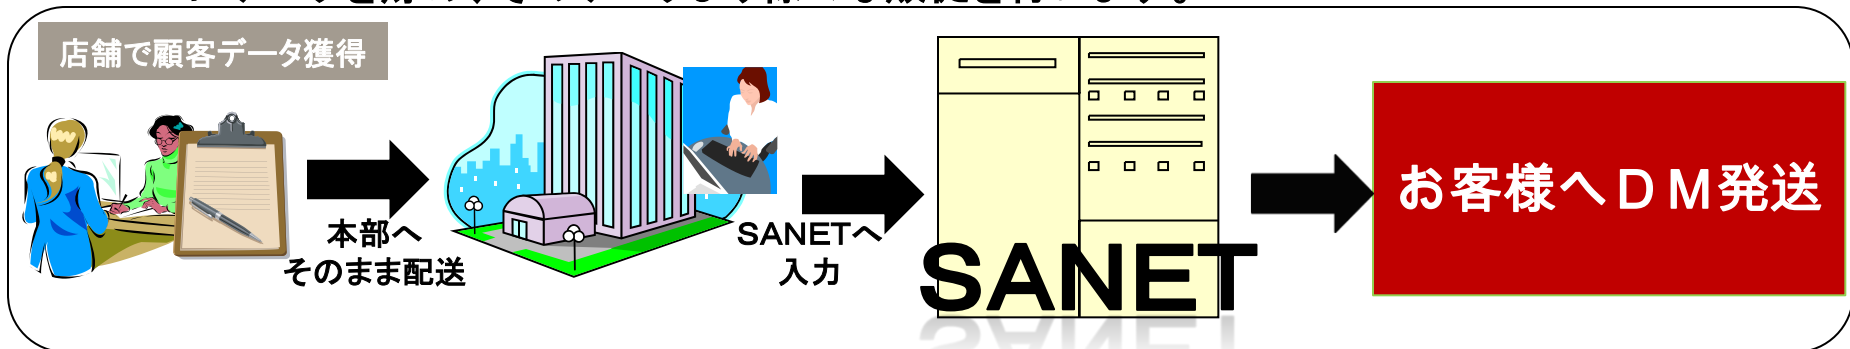 店舗で顧客データ獲得
本部へ
そのまま配送
SANETへ
入力
SANET
お客様へDM発送